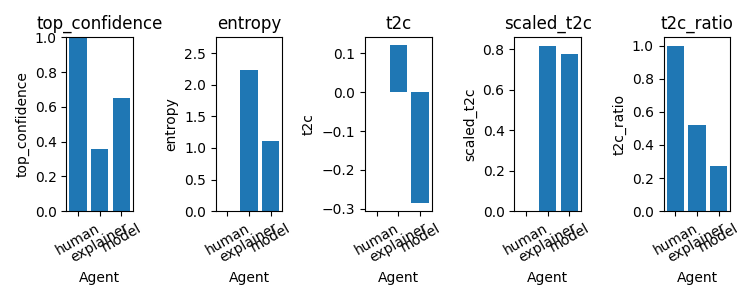 top_confidence
top_confidence
1.0
0.8
0.6
0.4
0.2
0.0
human
explainer
model
Agent
entropy
entropy
2.5
2.0
1.5
1.0
0.5
0.0
human
explainer
model
Agent
t2c
t2c
0.1
0.0
−0.1
−0.2
−0.3
human
explainer
model
Agent
scaled_t2c
scaled_t2c
0.8
0.6
0.4
0.2
0.0
human
explainer
model
Agent
t2c_ratio
t2c_ratio
1.0
0.8
0.6
0.4
0.2
0.0
human
explainer
model
Agent